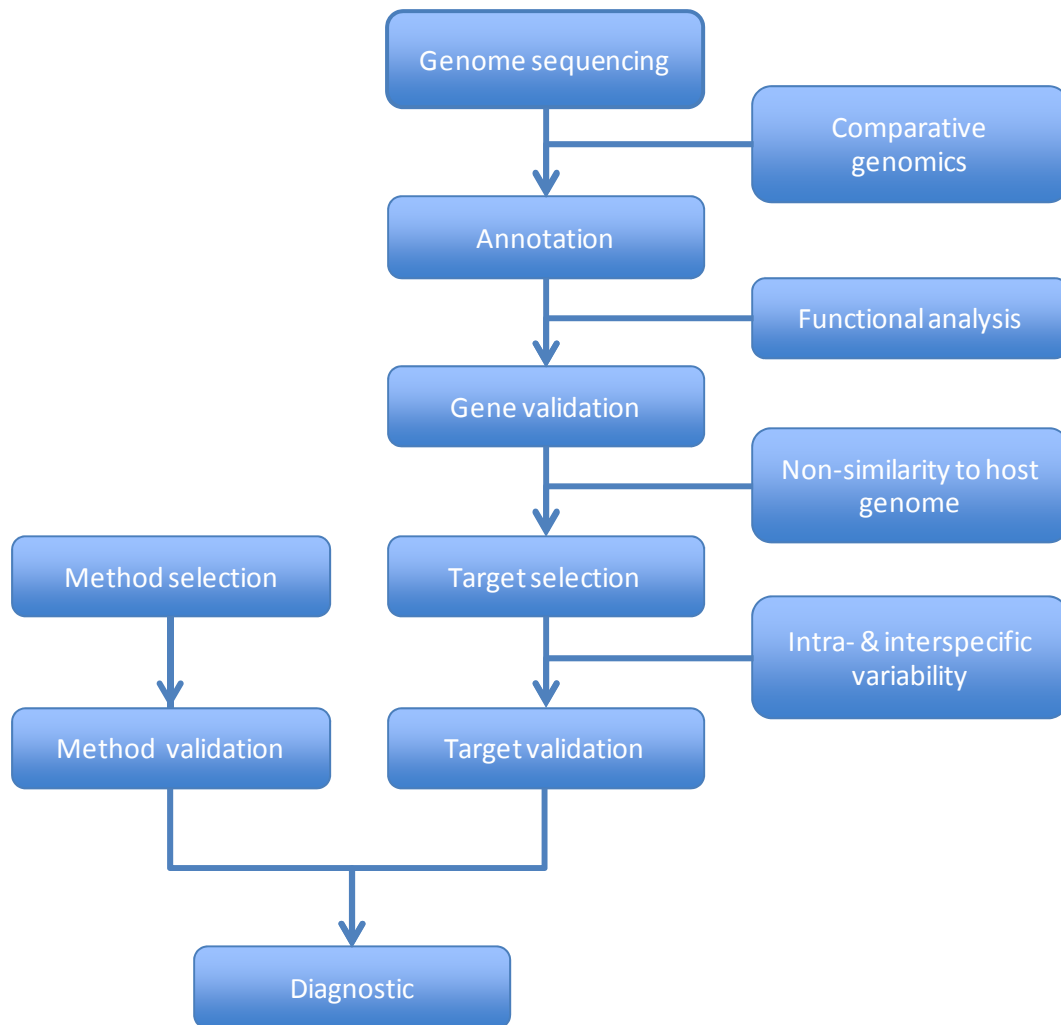 Genome sequencing
Comparative
genomics
Annotation
Functional analysis
Gene validation
Non-similarity to host
genome
Method selection
Target selection
Intra- & interspecific
variability
Method validation
Target validation
Diagnostic